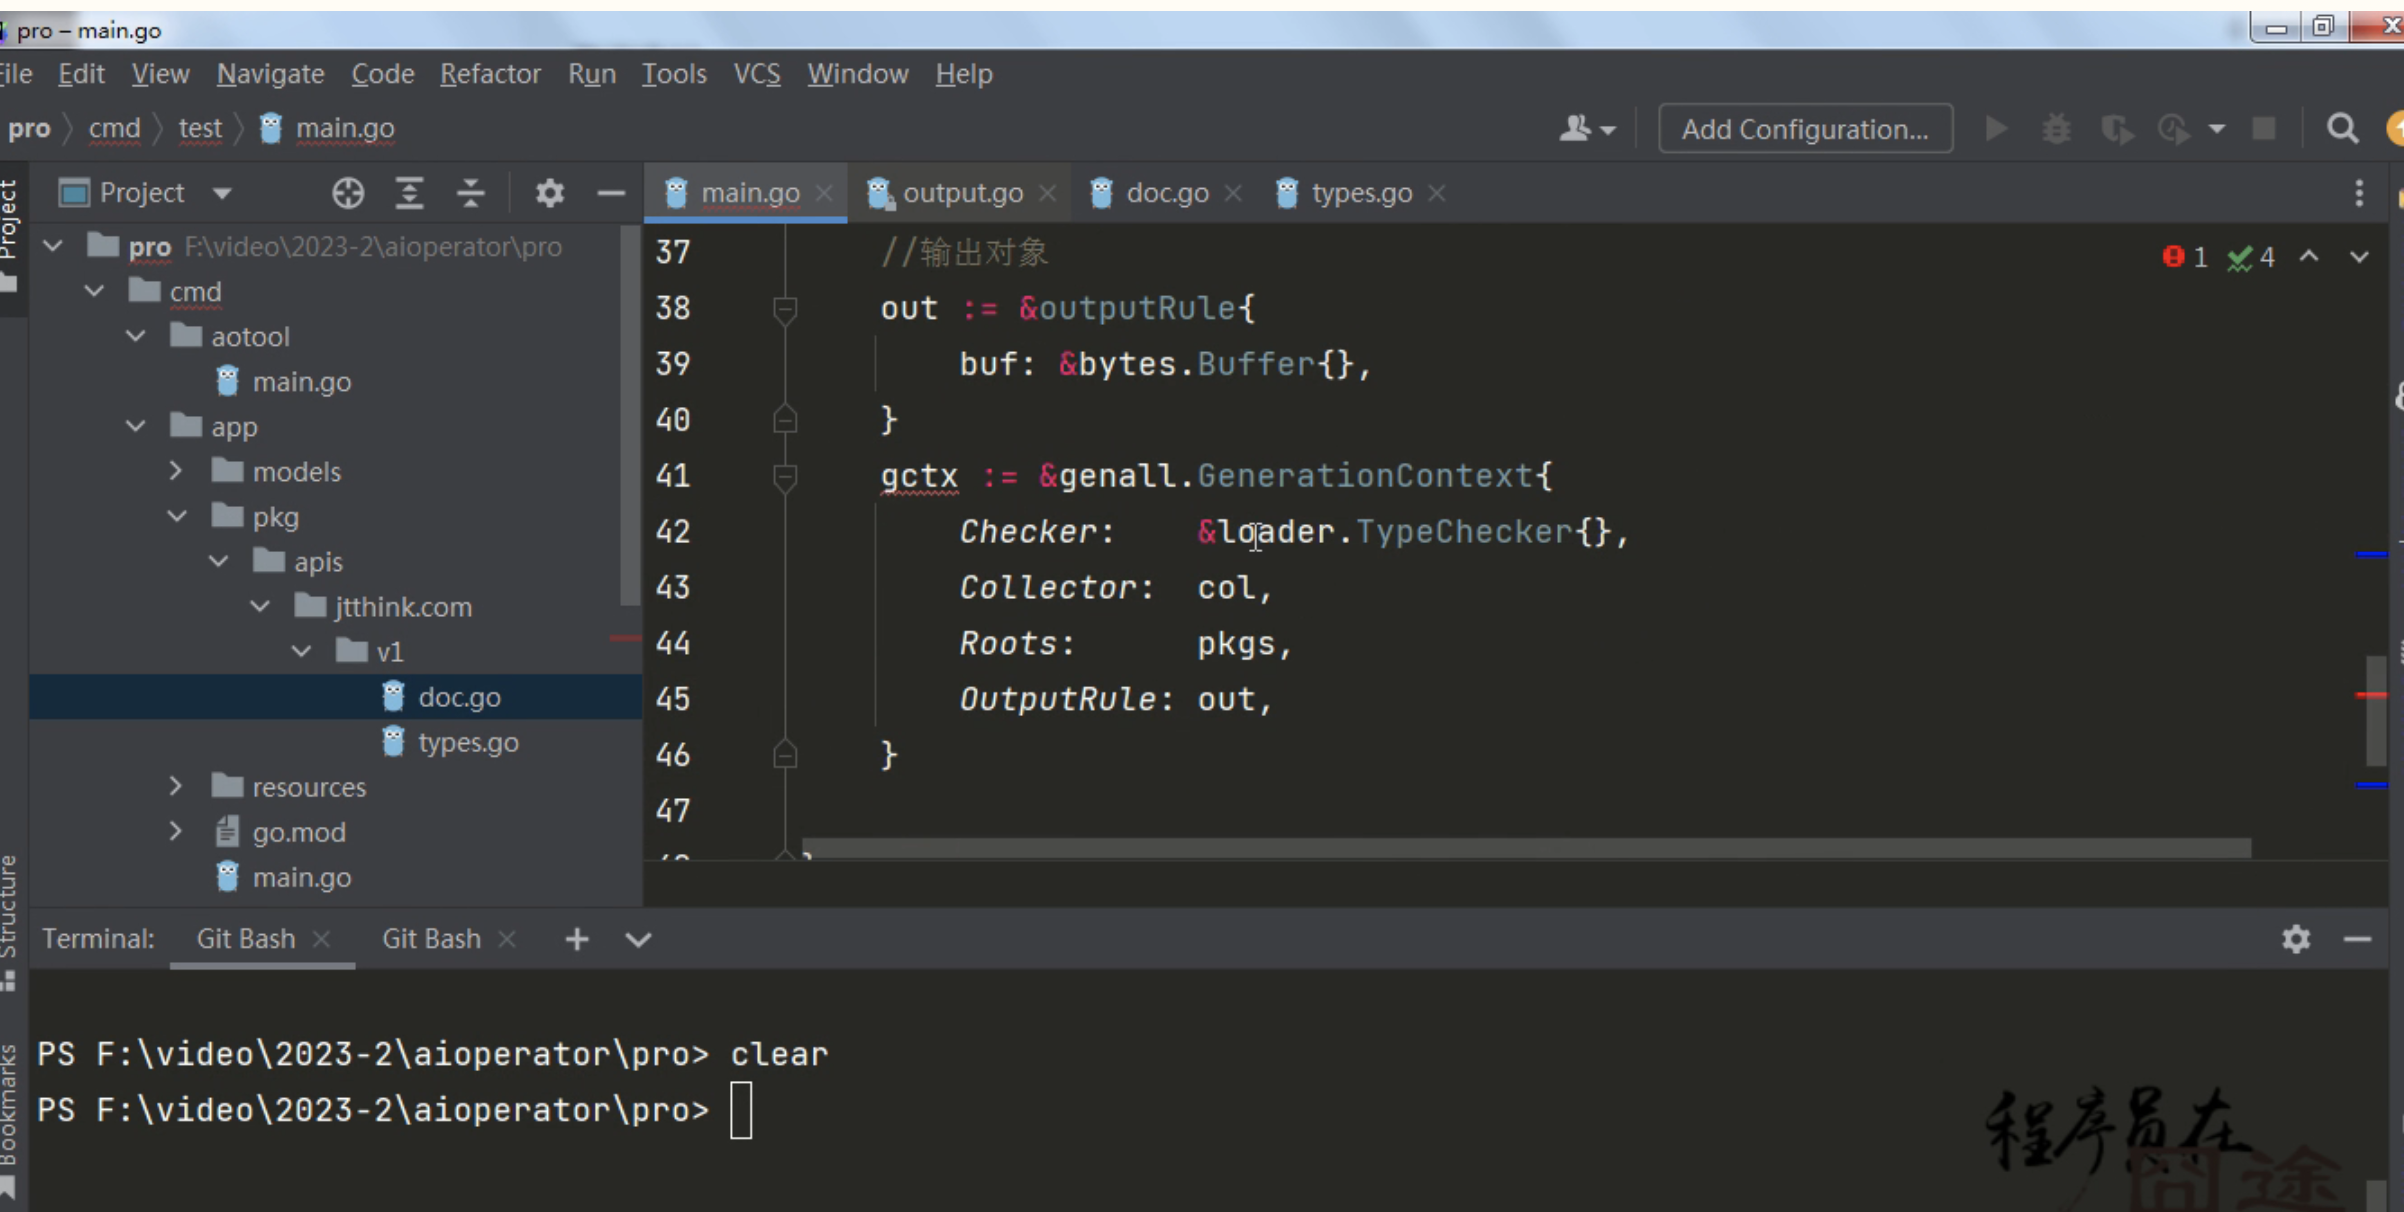 pro – main.go
File Edit View Navigate Code Refactor Run Tools VCS Window Help
pro cmd test main.go Add Configuration...
Project
Project
main.go output.go doc.go types.go
pro F:\video\2023-2\aioperator\pro
cmd
aotool
main.go
app
models
pkg
apis
jtthink.com
v1
doc.go
types.go
resources
go.mod
main.go
37 //输出对象
38 out := &outputRule{
39 buf: &bytes.Buffer{},
40 }
41 gctx := &genall.GenerationContext{
42 Checker: &loader.TypeChecker{},
43 Collector: col,
44 Roots: pkgs,
45 OutputRule: out,
46 }
47
1 4
Structure
Bookmarks
Terminal: Git Bash Git Bash
PS F:\video\2023-2\aioperator\pro> clear
PS F:\video\2023-2\aioperator\pro>
程序员在
囧途